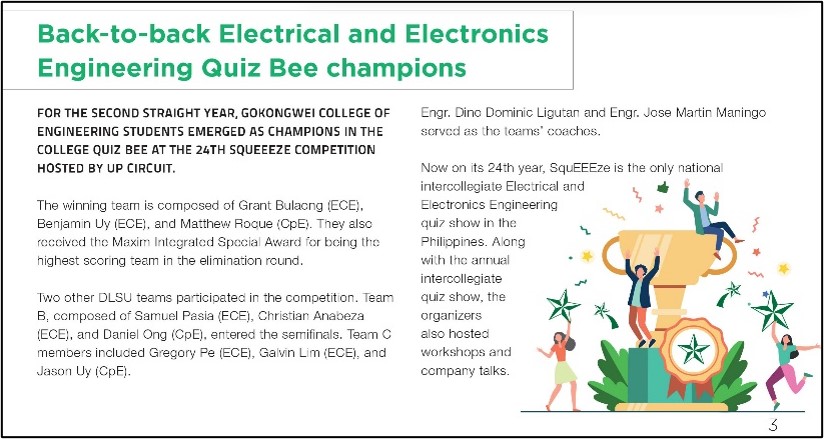 Back-to-back Electrical and Electronics
Engineering Quiz Bee champions
FOR THE SECOND STRAIGHT YEAR, GOKONGWEI COLLEGE OF
ENGINEERING STUDENTS EMERGED AS CHAMPIONS IN THE
COLLEGE QUIZ BEE AT THE 24TH SQUEEEZE COMPETITION
HOSTED BY UP CIRCUIT.
The winning team is composed of Grant Bulaong (ECE),
Benjamin Uy (ECE), and Matthew Roque (CpE). They also
received the Maxim Integrated Special Award for being the
highest scoring team in the elimination round.
Two other DLSU teams participated in the competition. Team
B, composed of Samuel Pasia (ECE), Christian Anabeza
(ECE), and Daniel Ong (CpE), entered the semifinals. Team C
members included Gregory Pe (ECE), Galvin Lim (ECE), and
Jason Uy (CpE).
Engr. Dino Dominic Ligutan and Engr. Jose Martin Maningo
served as the teams' coaches.
Now on its 24th year, SquEEEze is the only national
intercollegiate Electrical and
Electronics Engineering
quiz show in the
Philippines. Along
with the annual
intercollegiate
quiz show, the
organizers
also hosted
workshops and
company talks.
3